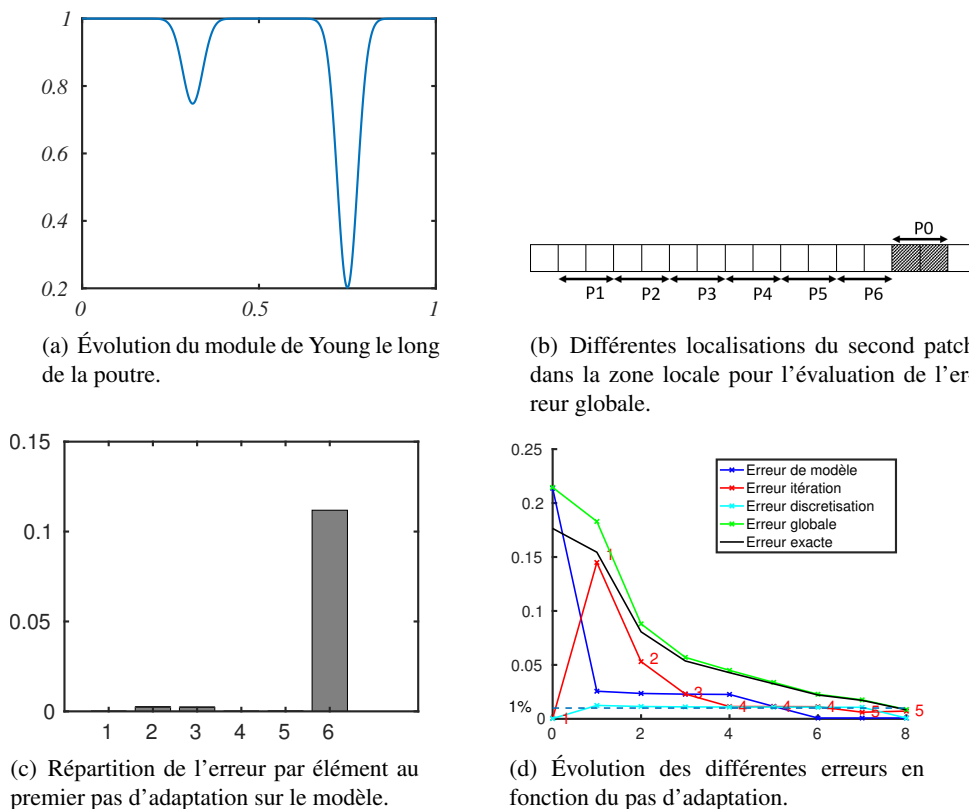 1
0.8
0.6
0.4
0.2
0
0.5
1
(a) Évolution du module de Young le long
de la poutre.
P0
P1 P2 P3 P4 P5 P6
(b) Différentes localisations du second patch
dans la zone locale pour l'évaluation de l'er-
reur globale.
0.15
0.1
0.05
0
1 2 3 4 5 6
(c) Répartition de l'erreur par élément au
premier pas d'adaptation sur le modèle.
0.25
0.2
0.15
0.1
0.05
1%
0
0 2 4 6 8
Erreur de modèle
Erreur itération
Erreur discretisation
Erreur globale
Erreur exacte
1
1
2
3
4
4
4
5
5
(d) Évolution des différentes erreurs en
fonction du pas d'adaptation.